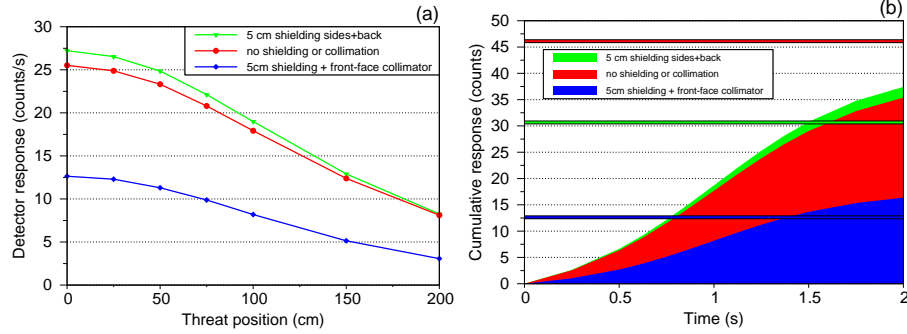 (a)
Detector response (counts/s)
30
25
20
15
10
5
0
5 cm shielding sides+back
no shielding or collimation
5cm shielding + front-face collimator
0 50 100 150 200
Threat position (cm)
(b)
Cumulative response (counts)
50
45
40
35
30
25
20
15
10
5
0
5 cm shielding sides+back
no shielding or collimation
5cm shielding + front-face collimator
0 0.5 1 1.5 2
Time (s)